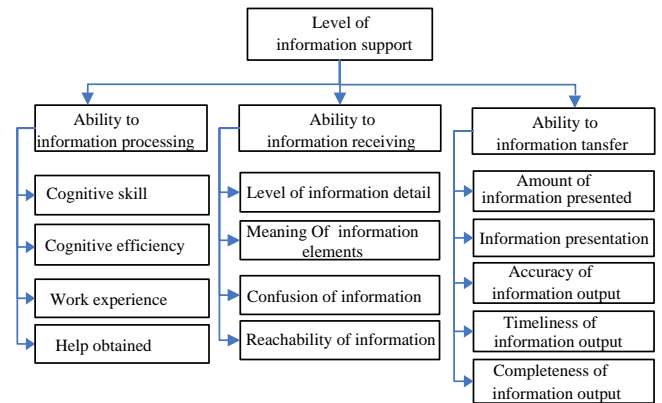 Level of
information support
Ability to
information processing
Cognitive skill
Cognitive efficiency
Work experience
Help obtained
Ability to
information receiving
Level of information detail
Meaning Of information
elements
Confusion of information
Reachability of information
Ability to
information tansfer
Amount of
information presented
Information presentation
Accuracy of
information output
Timeliness of
information output
Completeness of
information output